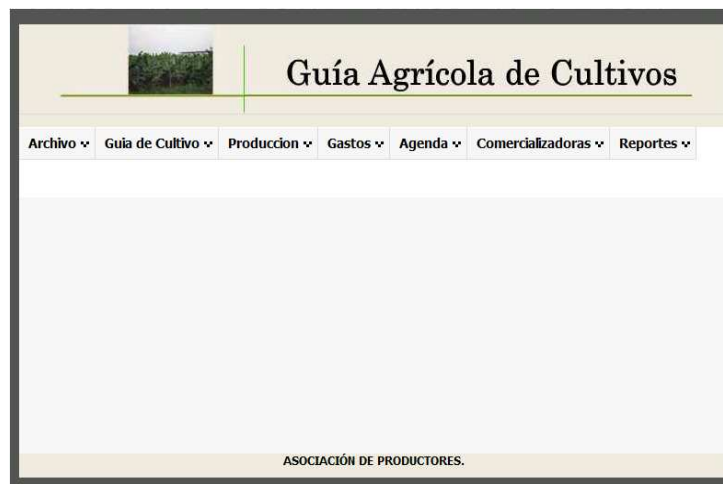 Guía Agrícola de Cultivos
Archivo Guia de Cultivo Produccion Gastos Agenda Comercializadoras Reportes
ASOCIACIÓN DE PRODUCTORES.